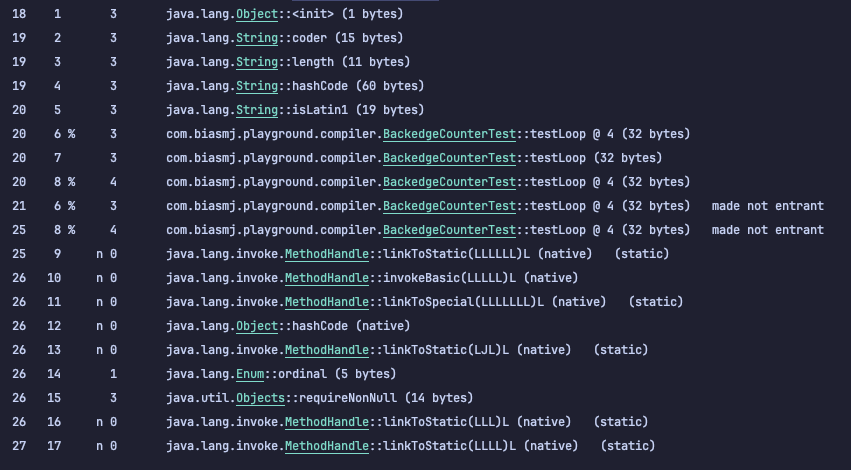 18 1 3 java.lang.Object::<init> (1 bytes)
19 2 3 java.lang.String::coder (15 bytes)
19 3 3 java.lang.String::length (11 bytes)
19 4 3 java.lang.String::hashCode (60 bytes)
20 5 3 java.lang.String::isLatin1 (19 bytes)
20 6 % 3 com.biasmj.playground.compiler.BackedgeCounterTest::testLoop @ 4 (32 bytes)
20 7 3 com.biasmj.playground.compiler.BackedgeCounterTest::testLoop (32 bytes)
20 8 % 4 com.biasmj.playground.compiler.BackedgeCounterTest::testLoop @ 4 (32 bytes)
21 6 % 3 com.biasmj.playground.compiler.BackedgeCounterTest::testLoop @ 4 (32 bytes) made not entrant
25 8 % 4 com.biasmj.playground.compiler.BackedgeCounterTest::testLoop @ 4 (32 bytes) made not entrant
25 9 n 0 java.lang.invoke.MethodHandle::linkToStatic(LLLLLL)L (native) (static)
26 10 n 0 java.lang.invoke.MethodHandle::invokeBasic(LLLLL)L (native)
26 11 n 0 java.lang.invoke.MethodHandle::linkToSpecial(LLLLLLL)L (native) (static)
26 12 n 0 java.lang.Object::hashCode (native)
26 13 n 0 java.lang.invoke.MethodHandle::linkToStatic(LJL)L (native) (static)
26 14 1 java.lang.Enum::ordinal (5 bytes)
26 15 3 java.util.Objects::requireNonNull (14 bytes)
26 16 n 0 java.lang.invoke.MethodHandle::linkToStatic(LLL)L (native) (static)
27 17 n 0 java.lang.invoke.MethodHandle::linkToStatic(LLLL)L (native) (static)